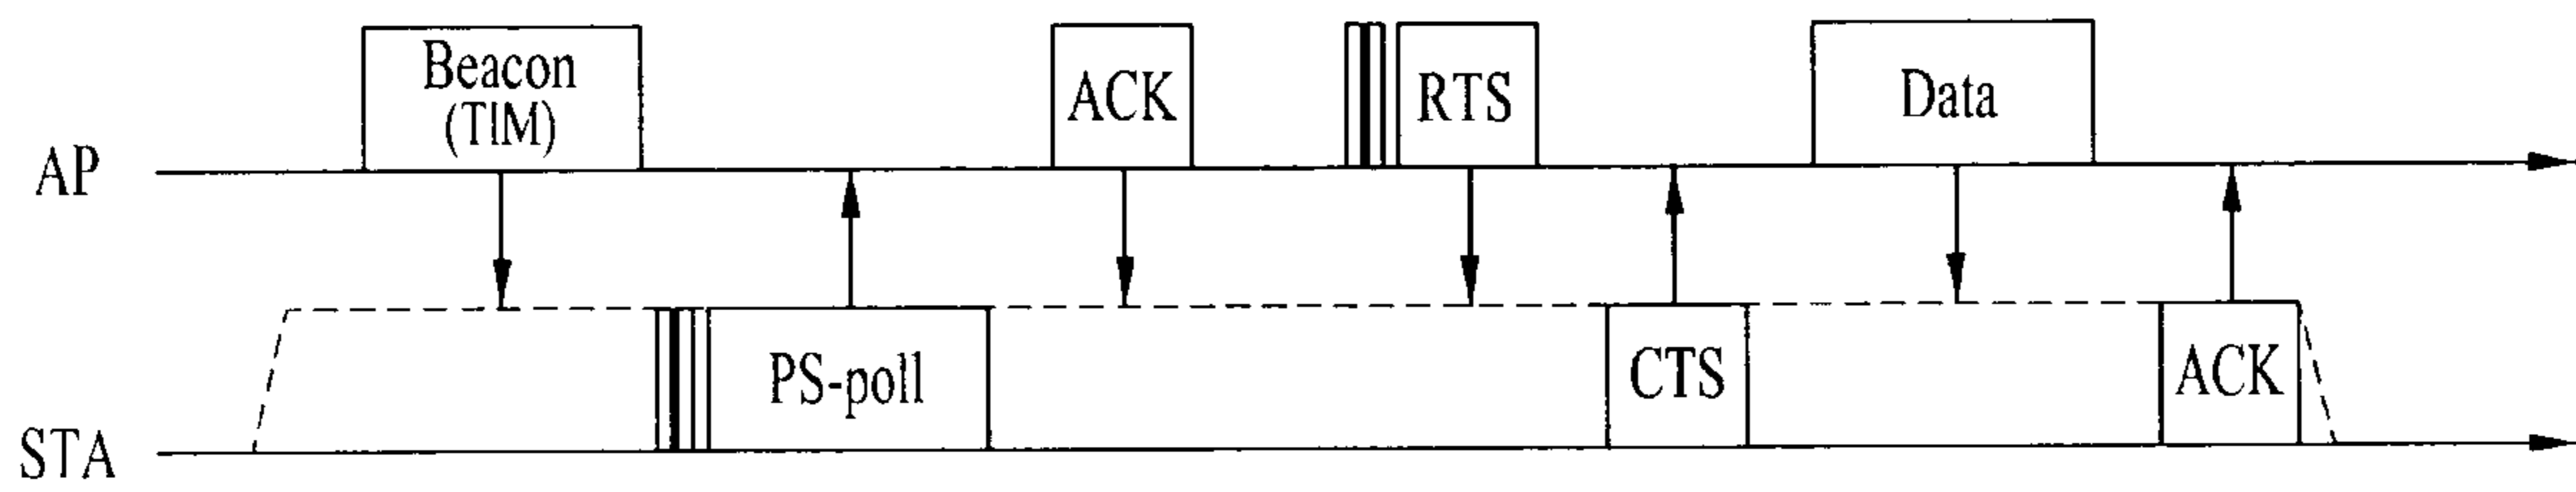 Beacon
(TIM)
ACK
RTS
Data
AP
PS-poll
CTS
ACK
STA